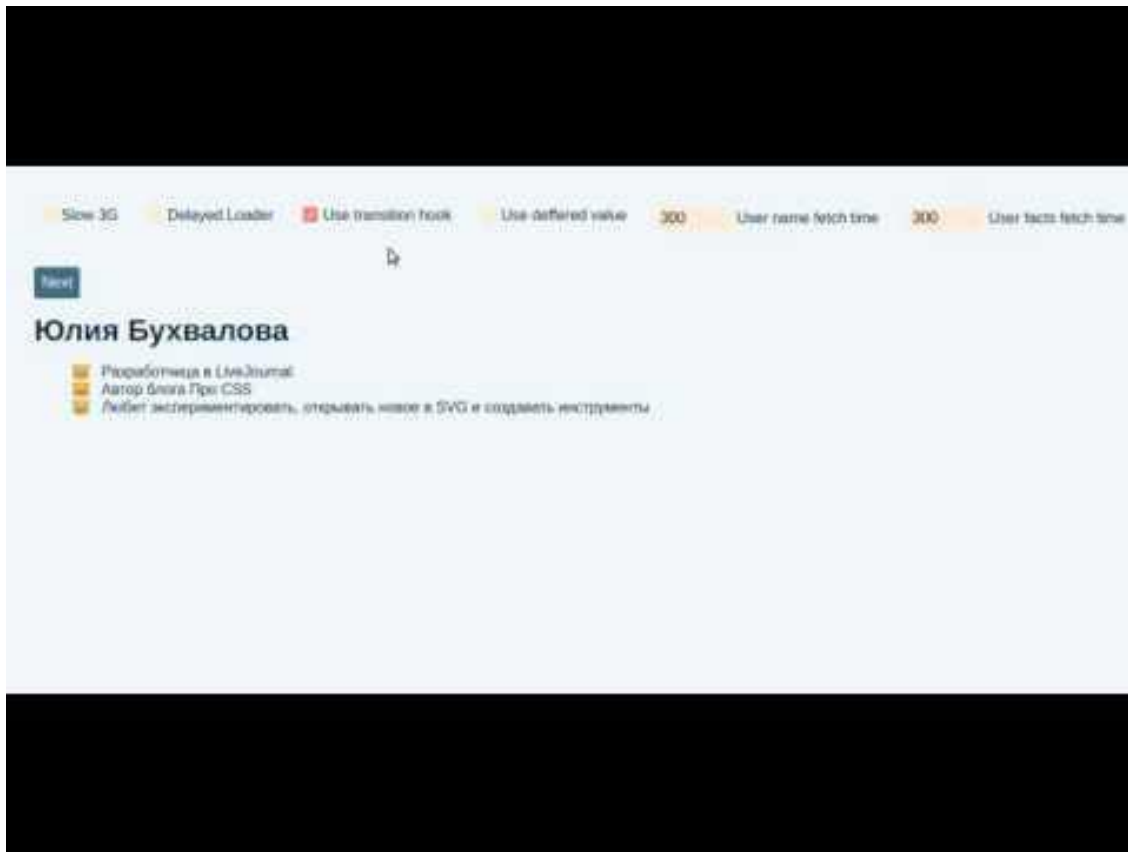 Slow 3G Delayed Loader Use transition hook Use deffered value 300 User name fetch time 300 User facts fetch time
Next
Юлия Бухвалова
Разработчица в LiveJournal
Автор блога Про CSS
Любит экспериментировать, открывать новое в SVG и создавать инструменты